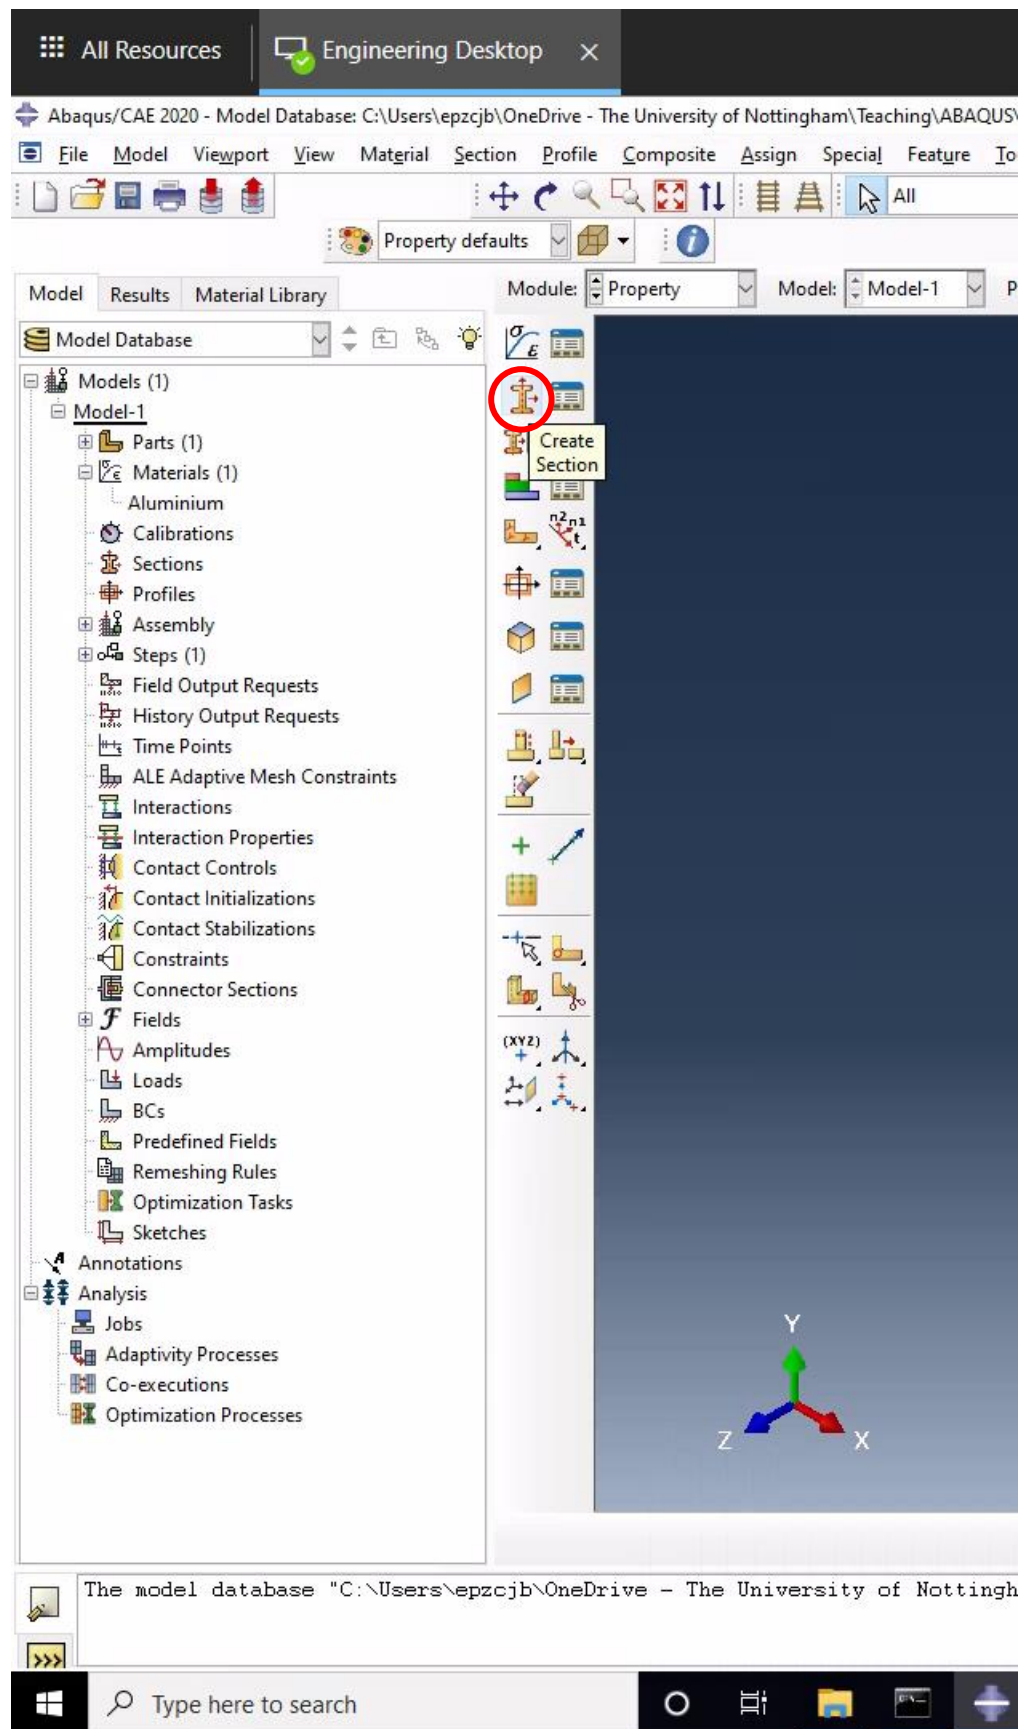 All Resources
Engineering Desktop
Abaqus/CAE 2020 - Model Database: C:\Users\epzcjb\OneDrive - The University of Nottingham\Teaching\ABAQUS\
File Model Viewport View Material Section Profile Composite Assign Special Feature To
All
Property defaults
Model Results Material Library
Module: Property Model: Model-1 P
Model Database
σ ε
Models (1)
Model-1
Parts (1)
Create
Section
Materials (1)
Aluminium
n2 n1
t
Calibrations
Sections
Profiles
Assembly
Steps (1)
Field Output Requests
History Output Requests
Time Points
ALE Adaptive Mesh Constraints
Interactions
Interaction Properties
Contact Controls
Contact Initializations
Contact Stabilizations
Constraints
Connector Sections
Fields
(XYZ)
Amplitudes
Loads
BCs
Predefined Fields
Remeshing Rules
Optimization Tasks
Sketches
Annotations
Analysis
Jobs
Adaptivity Processes
Co-executions
Optimization Processes
Y
Z
X
The model database "C:\Users\epzcjb\OneDrive - The University of Nottingh
>>>
Type here to search